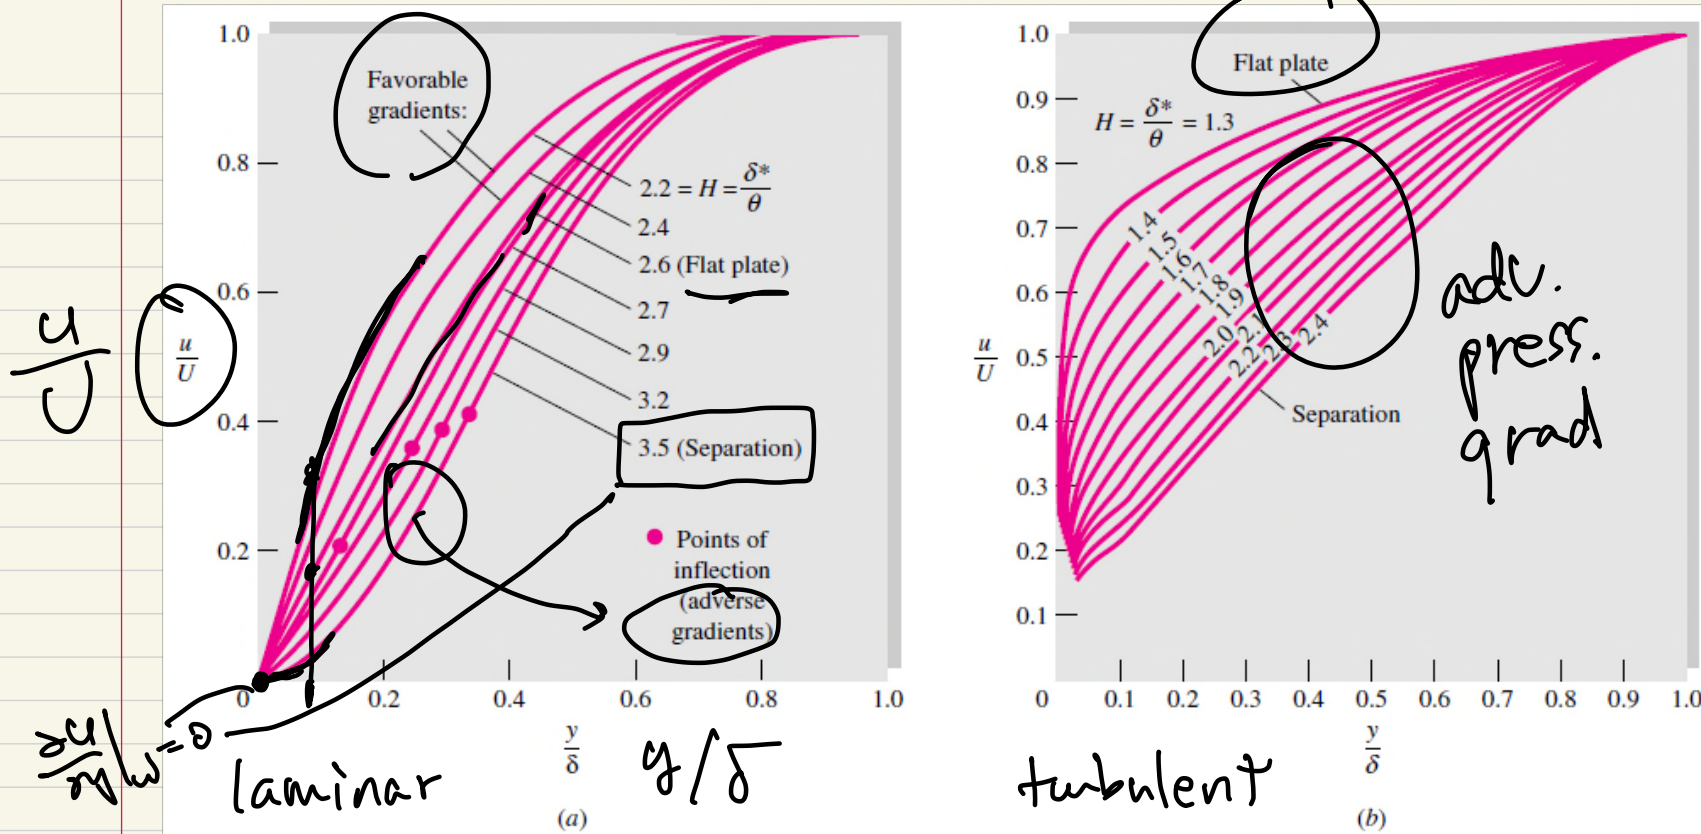 1.0
0.8
0.6
0.4
0.2
0
0.2
0.4
0.6
0.8
1.0
u/U
u/U
Favorable
gradients:
2.2 = H = δ*/θ
2.4
2.6 (Flat plate)
2.7
2.9
3.2
3.5 (Separation)
Points of
inflection
(adverse
gradients)
∂u/∂y|w = 0
y/δ
y/δ
laminar
(a)
1.0
0.9
0.8
0.7
0.6
0.5
0.4
0.3
0.2
0.1
0
0.1
0.2
0.3
0.4
0.5
0.6
0.7
0.8
0.9
1.0
u/U
Flat plate
H = δ*/θ = 1.3
1.4
1.5
1.6
1.7
1.8
1.9
2.0
2.1
2.2
2.3
2.4
Separation
adv.
press.
grad
y/δ
turbulent
(b)